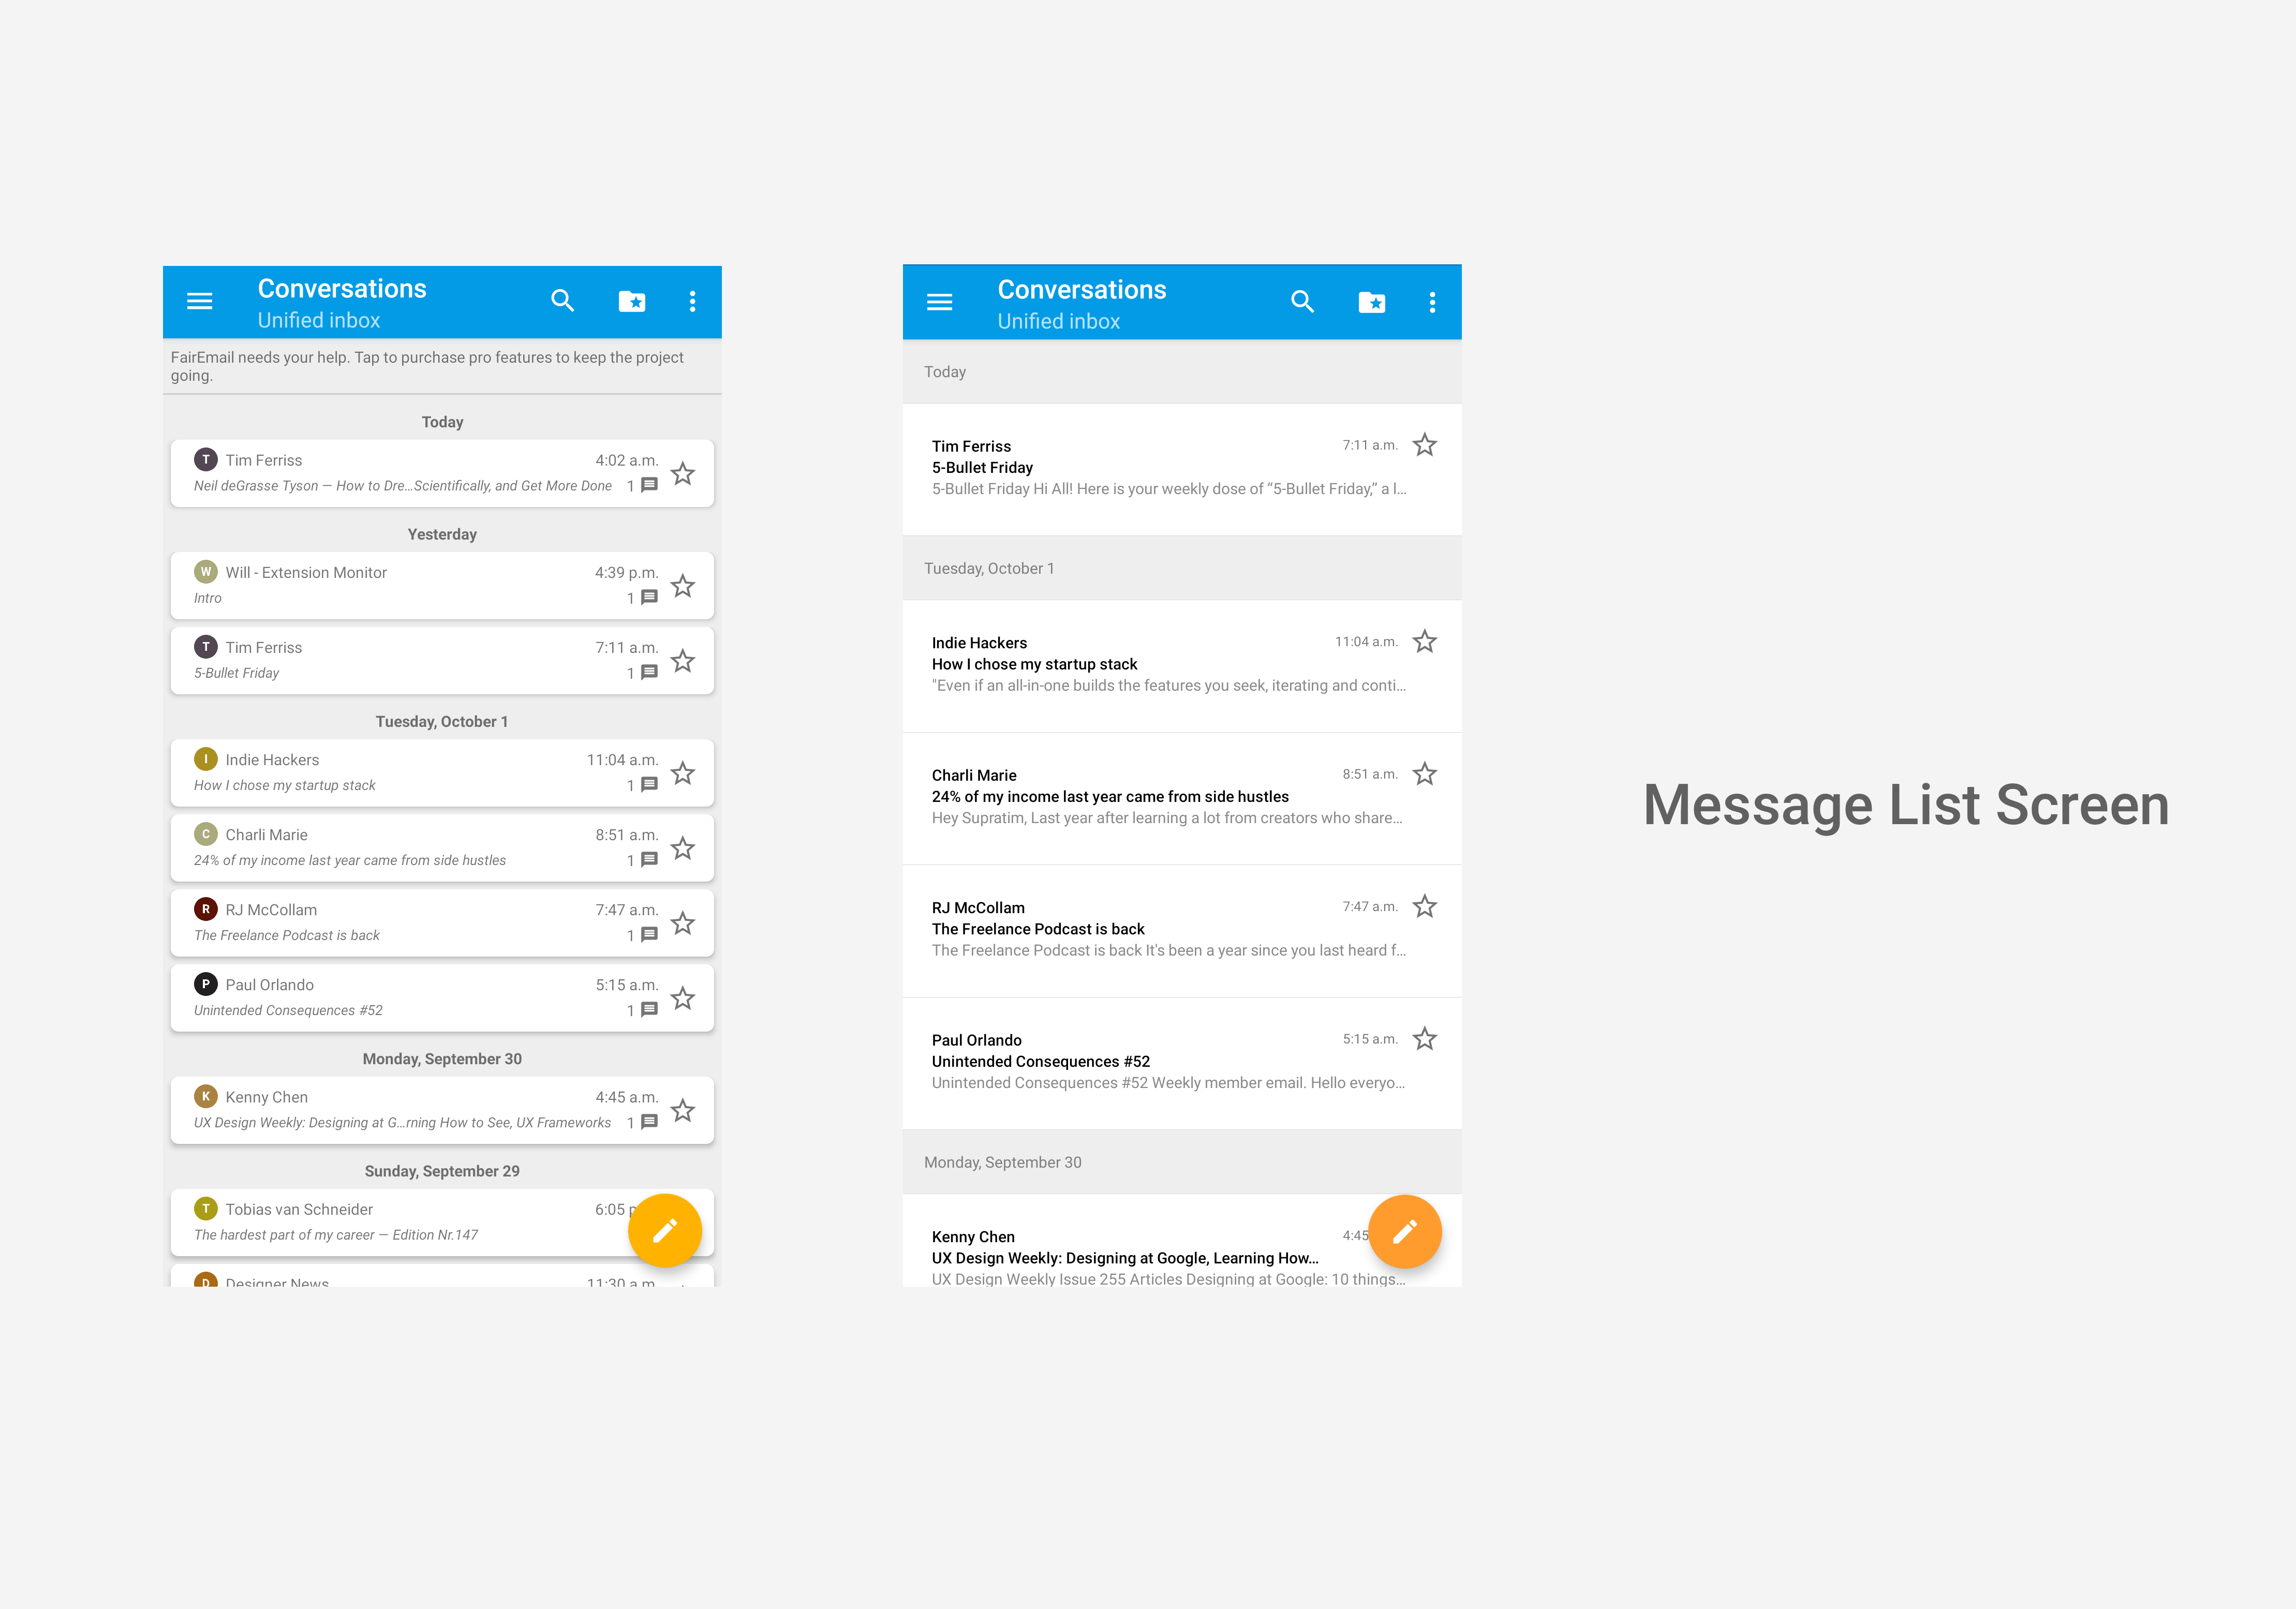 Conversations
Unified inbox
FairEmail needs your help. Tap to purchase pro features to keep the project
going.
Today
T Tim Ferriss 4:02 a.m.
Neil deGrasse Tyson — How to Dre...Scientifically, and Get More Done 1
Yesterday
W Will - Extension Monitor 4:39 p.m.
Intro 1
T Tim Ferriss 7:11 a.m.
5-Bullet Friday 1
Tuesday, October 1
I Indie Hackers 11:04 a.m.
How I chose my startup stack 1
C Charli Marie 8:51 a.m.
24% of my income last year came from side hustles 1
R RJ McCollam 7:47 a.m.
The Freelance Podcast is back 1
P Paul Orlando 5:15 a.m.
Unintended Consequences #52 1
Monday, September 30
K Kenny Chen 4:45 a.m.
UX Design Weekly: Designing at G...rning How to See, UX Frameworks 1
Sunday, September 29
T Tobias van Schneider 6:05 p
The hardest part of my career — Edition Nr.147
D Designer News 11:30 a.m.
Conversations
Unified inbox
Today
Tim Ferriss 7:11 a.m.
5-Bullet Friday
5-Bullet Friday Hi All! Here is your weekly dose of “5-Bullet Friday,” a l...
Tuesday, October 1
Indie Hackers 11:04 a.m.
How I chose my startup stack
"Even if an all-in-one builds the features you seek, iterating and conti...
Charli Marie 8:51 a.m.
24% of my income last year came from side hustles
Hey Supratim, Last year after learning a lot from creators who share...
RJ McCollam 7:47 a.m.
The Freelance Podcast is back
The Freelance Podcast is back It's been a year since you last heard f...
Paul Orlando 5:15 a.m.
Unintended Consequences #52
Unintended Consequences #52 Weekly member email. Hello everyo...
Monday, September 30
Kenny Chen 4:45
UX Design Weekly: Designing at Google, Learning How...
UX Design Weekly Issue 255 Articles Designing at Google: 10 things...
Message List Screen